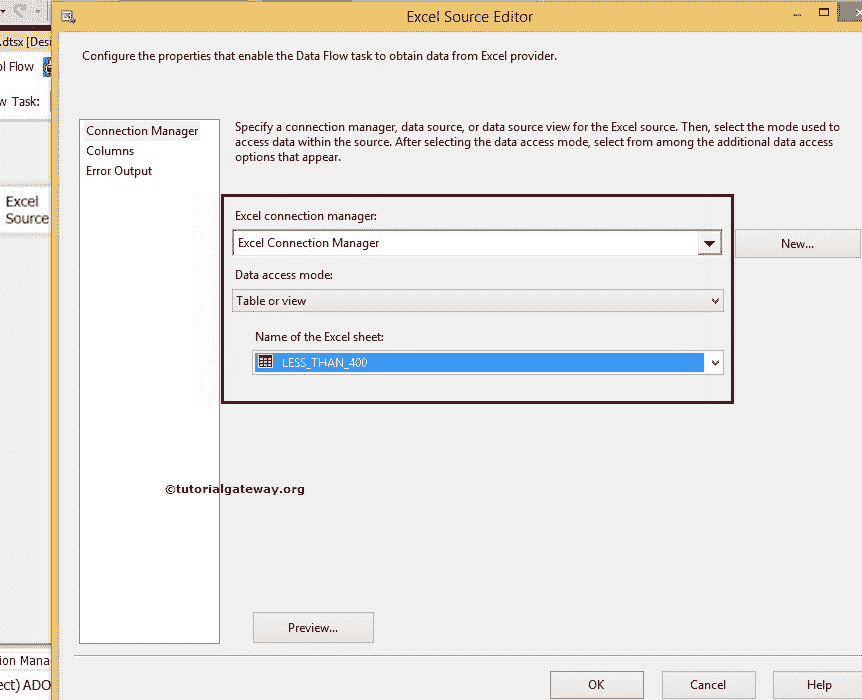 Excel Source Editor
.dtsx [Desi
ol Flow
w Task:
Configure the properties that enable the Data Flow task to obtain data from Excel provider.
Connection Manager
Columns
Error Output
Excel
Source
Specify a connection manager, data source, or data source view for the Excel source. Then, select the mode used to
access data within the source. After selecting the data access mode, select from among the additional data access
options that appear.
Excel connection manager:
Excel Connection Manager
New...
Data access mode:
Table or view
Name of the Excel sheet:
LESS_THAN_400
©tutorialgateway.org
Preview...
ion Mana
ect) ADO
OK
Cancel
Help